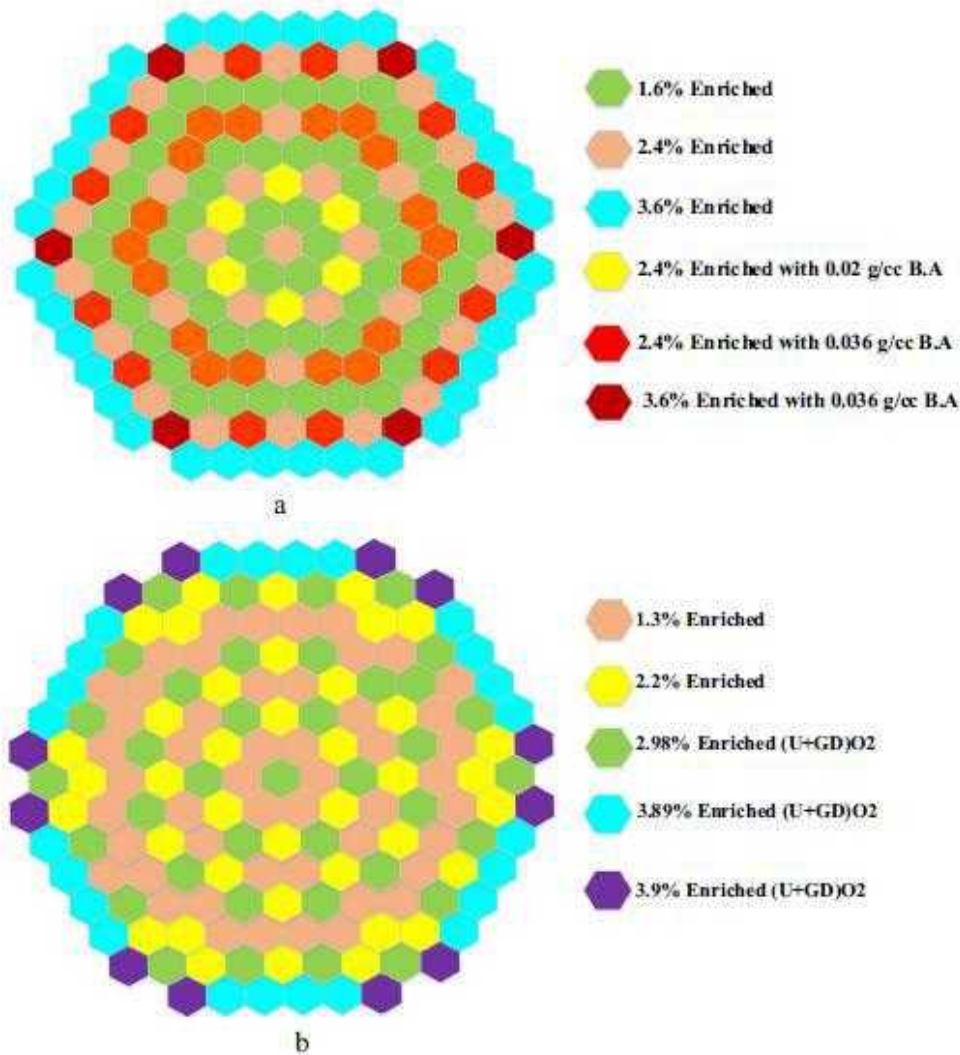 1.6% Enriched
2.4% Enriched
3.6% Enriched
2.4% Enriched with 0.02 g/cc B.A
2.4% Enriched with 0.036 g/cc B.A
3.6% Enriched with 0.036 g/cc B.A
a
1.3% Enriched
2.2% Enriched
2.98% Enriched (U+GD)O2
3.89% Enriched (U+GD)O2
3.9% Enriched (U+GD)O2
b